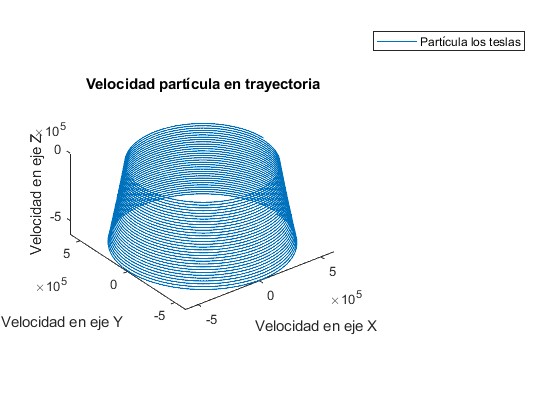 Partícula los teslas
Velocidad partícula en trayectoria
×10^5
0
-5
Velocidad en eje Z
5
0
-5
×10^5
Velocidad en eje Y
-5
0
5
×10^5
Velocidad en eje X